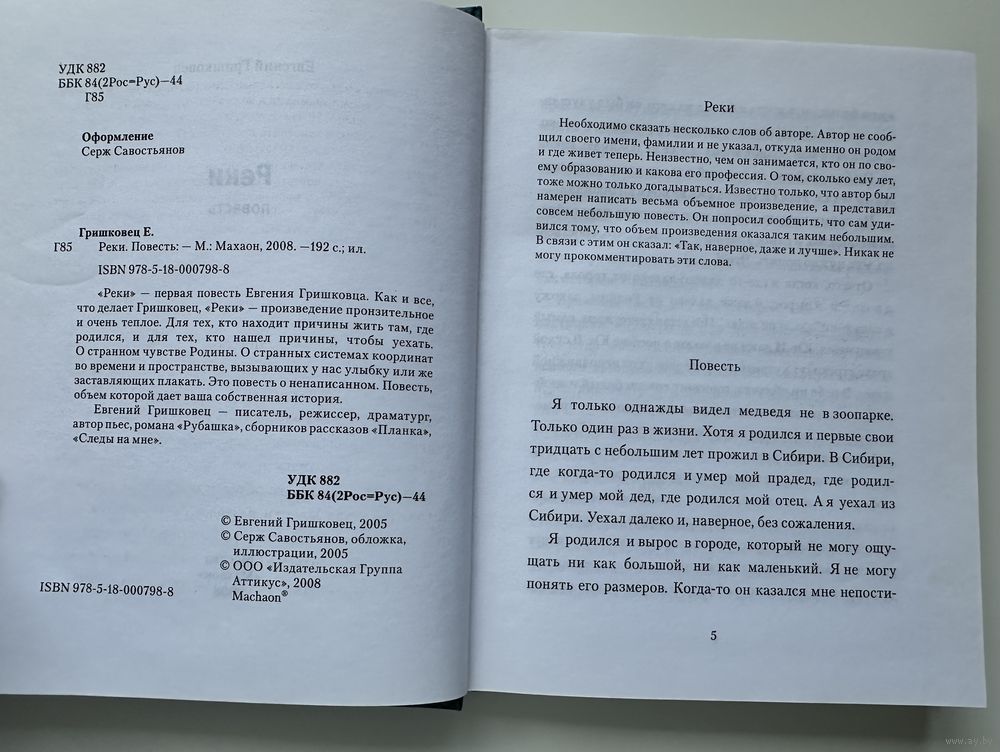 УДК 882
ББК 84(2Рос=Рус)—44
Г85
Оформление
Серж Савостьянов
Гришковец Е.
Г85 Реки. Повесть: — М.: Махаон, 2008. —192 с.; ил.
ISBN 978-5-18-000798-8
«Реки» — первая повесть Евгения Гришковца. Как и все,
что делает Гришковец, «Реки» — произведение пронзительное
и очень теплое. Для тех, кто находит причины жить там, где
родился, и для тех, кто нашел причины, чтобы уехать.
О странном чувстве Родины. О странных системах координат
во времени и пространстве, вызывающих у нас улыбку или же
заставляющих плакать. Это повесть о ненаписанном. Повесть,
объем которой дает ваша собственная история.
Евгений Гришковец — писатель, режиссер, драматург,
автор пьес, романа «Рубашка», сборников рассказов «Планка»,
«Следы на мне».
УДК 882
ББК 84(2Рос=Рус)—44
© Евгений Гришковец, 2005
© Серж Савостьянов, обложка,
иллюстрации, 2005
© ООО «Издательская Группа
Аттикус», 2008
Machaon®
ISBN 978-5-18-000798-8
Реки
Необходимо сказать несколько слов об авторе. Автор не сооб-
щил своего имени, фамилии и не указал, откуда именно он родом
и где живет теперь. Неизвестно, чем он занимается, кто он по сво-
ему образованию и какова его профессия. О том, сколько ему лет,
тоже можно только догадываться. Известно только, что автор был
намерен написать весьма объемное произведение, а представил
совсем небольшую повесть. Он попросил сообщить, что сам уди-
вился тому, что объем произведения оказался таким небольшим.
В связи с этим он сказал: «Так, наверное, даже и лучше». Никак не
могу прокомментировать эти слова.
Повесть
Я только однажды видел медведя не в зоопарке.
Только один раз в жизни. Хотя я родился и первые свои
тридцать с небольшим лет прожил в Сибири. В Сибири,
где когда-то родился и умер мой прадед, где родил-
ся и умер мой дед, где родился мой отец. А я уехал из
Сибири. Уехал далеко и, наверное, без сожаления.
Я родился и вырос в городе, который не могу ощу-
щать ни как большой, ни как маленький. Я не могу
понять его размеров. Когда-то он казался мне непости-
5
www.ay.by